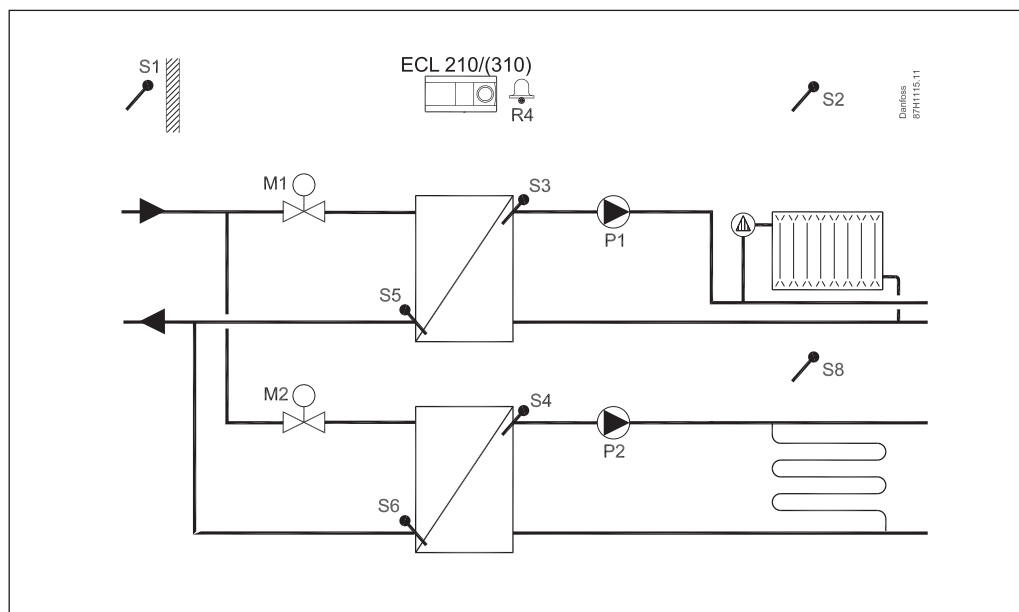 S1
ECL 210/(310)
R4
S2
Danfoss
87H1115.11
M1
S3
P1
S5
S8
M2
S4
P2
S6